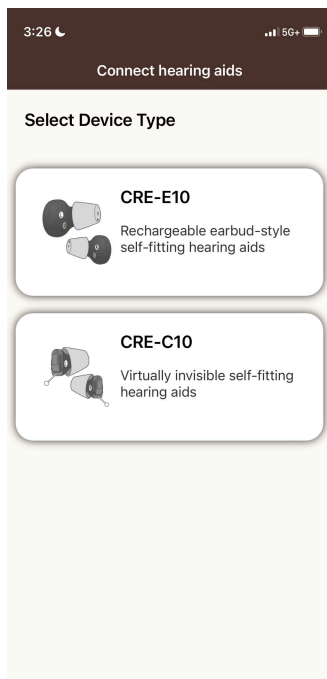 3:26 5G+
Connect hearing aids
Select Device Type
CRE-E10
Rechargeable earbud-style
self-fitting hearing aids
CRE-C10
Virtually invisible self-fitting
hearing aids